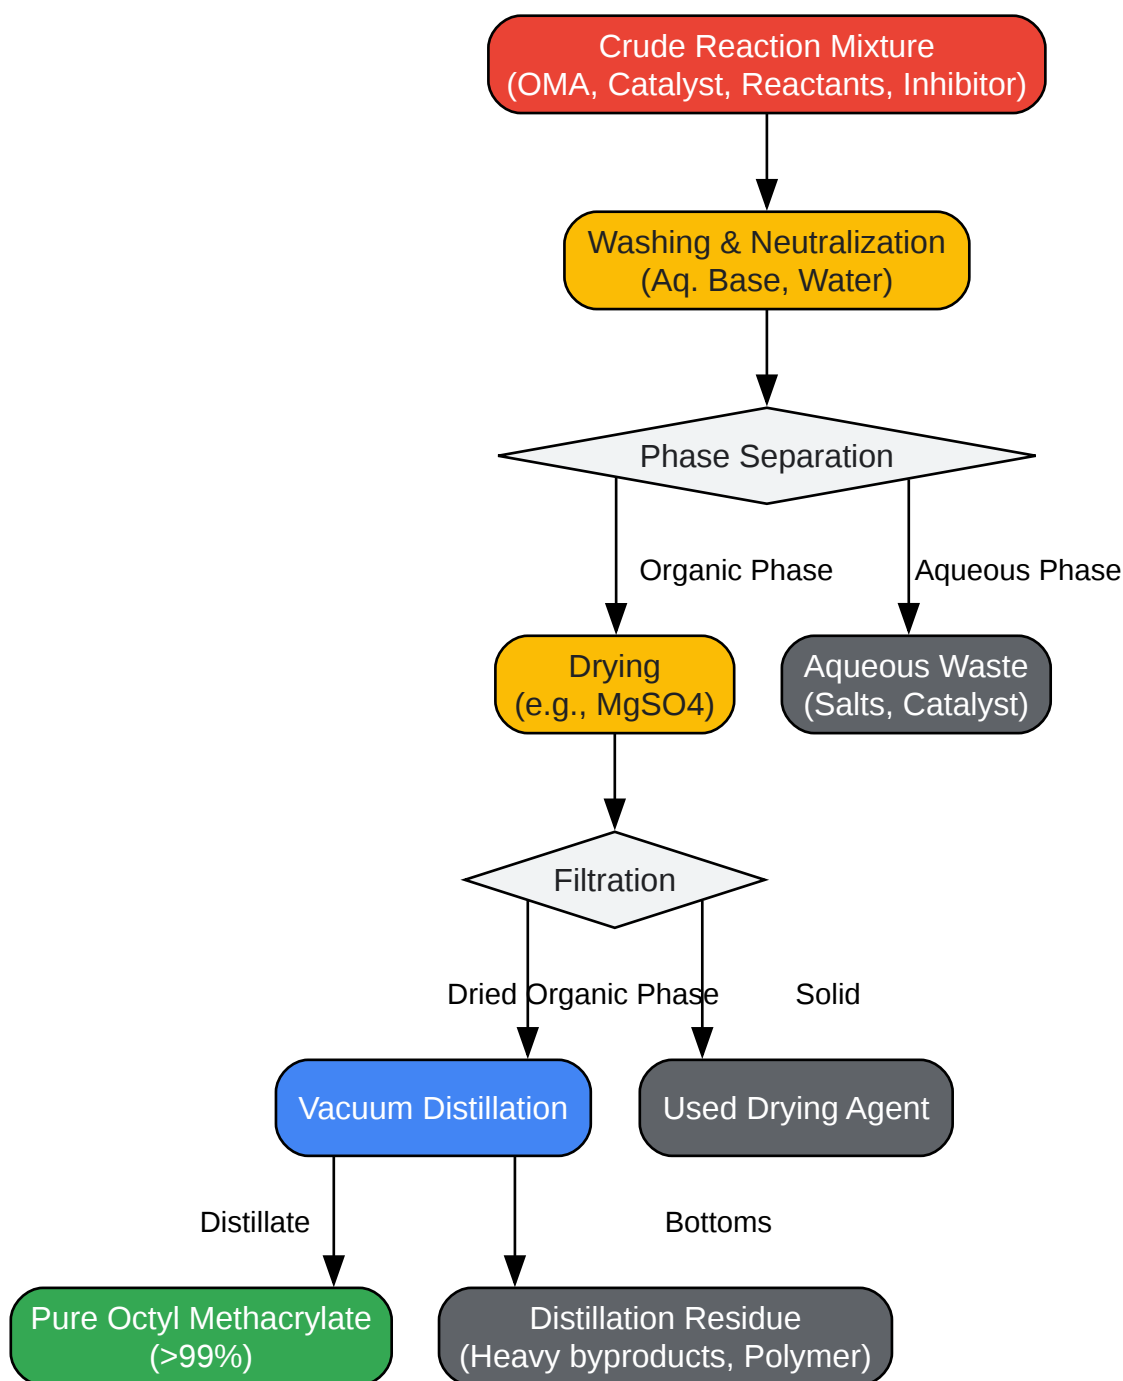 Crude Reaction Mixture
(OMA, Catalyst, Reactants, Inhibitor)
Washing & Neutralization
(Aq. Base, Water)
Phase Separation
Organic Phase
Aqueous Phase
Drying
(e.g., MgSO4)
Aqueous Waste
(Salts, Catalyst)
Filtration
Dried Organic Phase
Solid
Vacuum Distillation
Used Drying Agent
Distillate
Bottoms
Pure Octyl Methacrylate
(>99%)
Distillation Residue
(Heavy byproducts, Polymer)